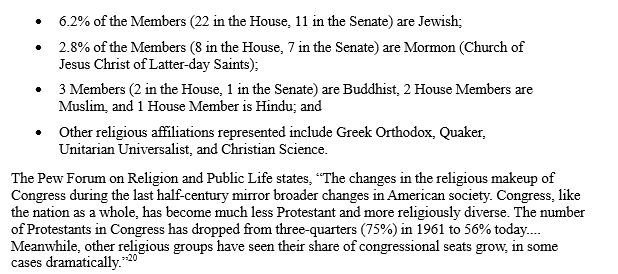 • 6.2% of the Members (22 in the House, 11 in the Senate) are Jewish;
• 2.8% of the Members (8 in the House, 7 in the Senate) are Mormon (Church of
Jesus Christ of Latter-day Saints);
• 3 Members (2 in the House, 1 in the Senate) are Buddhist, 2 House Members are
Muslim, and 1 House Member is Hindu; and
• Other religious affiliations represented include Greek Orthodox, Quaker,
Unitarian Universalist, and Christian Science.
The Pew Forum on Religion and Public Life states, “The changes in the religious makeup of
Congress during the last half-century mirror broader changes in American society. Congress, like
the nation as a whole, has become much less Protestant and more religiously diverse. The number
of Protestants in Congress has dropped from three-quarters (75%) in 1961 to 56% today....
Meanwhile, other religious groups have seen their share of congressional seats grow, in some
cases dramatically.”20